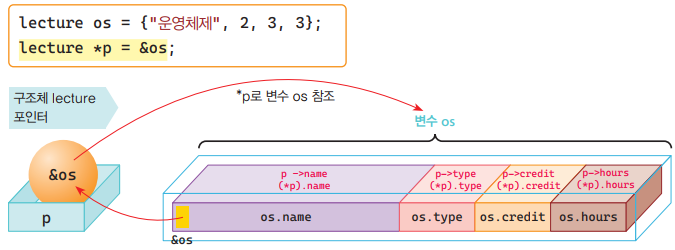 lecture os = {"운영체제", 2, 3, 3};
lecture *p = &os;
구조체 lecture
포인터
*p로 변수 os 참조
변수 os
&os
p
p ->name
(*p).name
p->type
(*p).type
p->credit
(*p).credit
p->hours
(*p).hours
os.name
os.type
os.credit
os.hours
&os